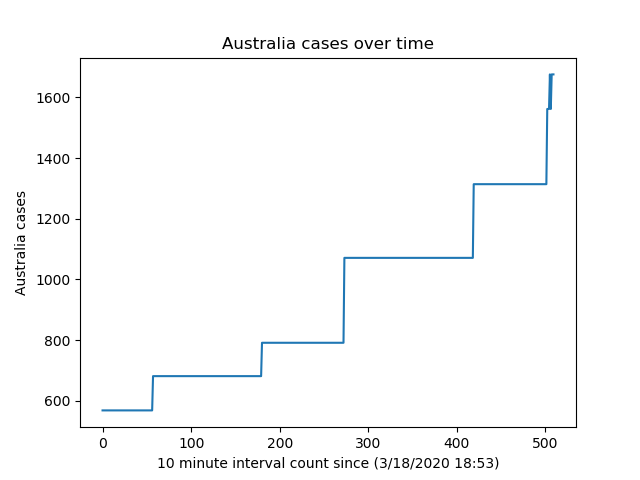 Australia cases over time
1600
1400
1200
1000
800
600
Australia cases
0 100 200 300 400 500
10 minute interval count since (3/18/2020 18:53)